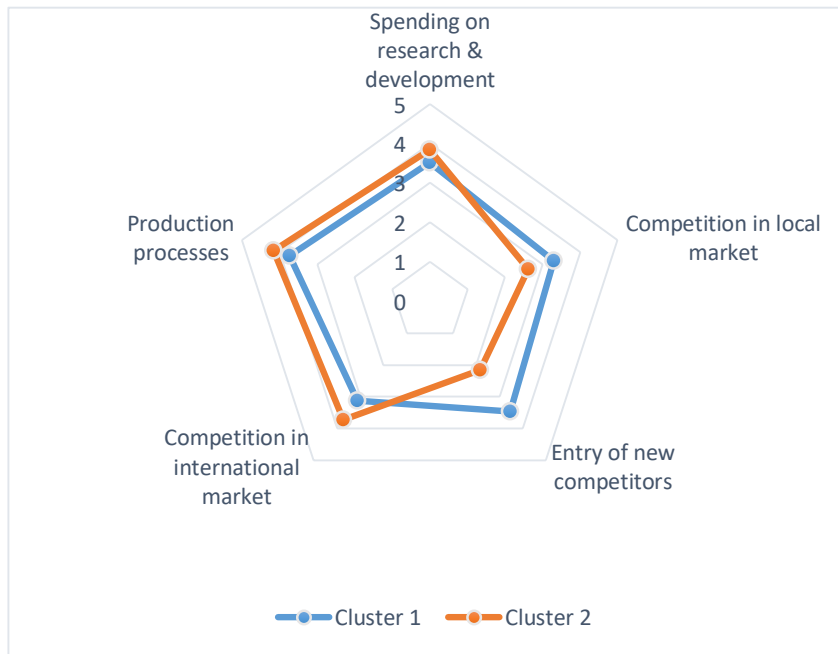 Spending on
research &
development
5
4
3
2
1
0
Competition in local
market
Entry of new
competitors
Competition in
international
market
Production
processes
Cluster 1
Cluster 2